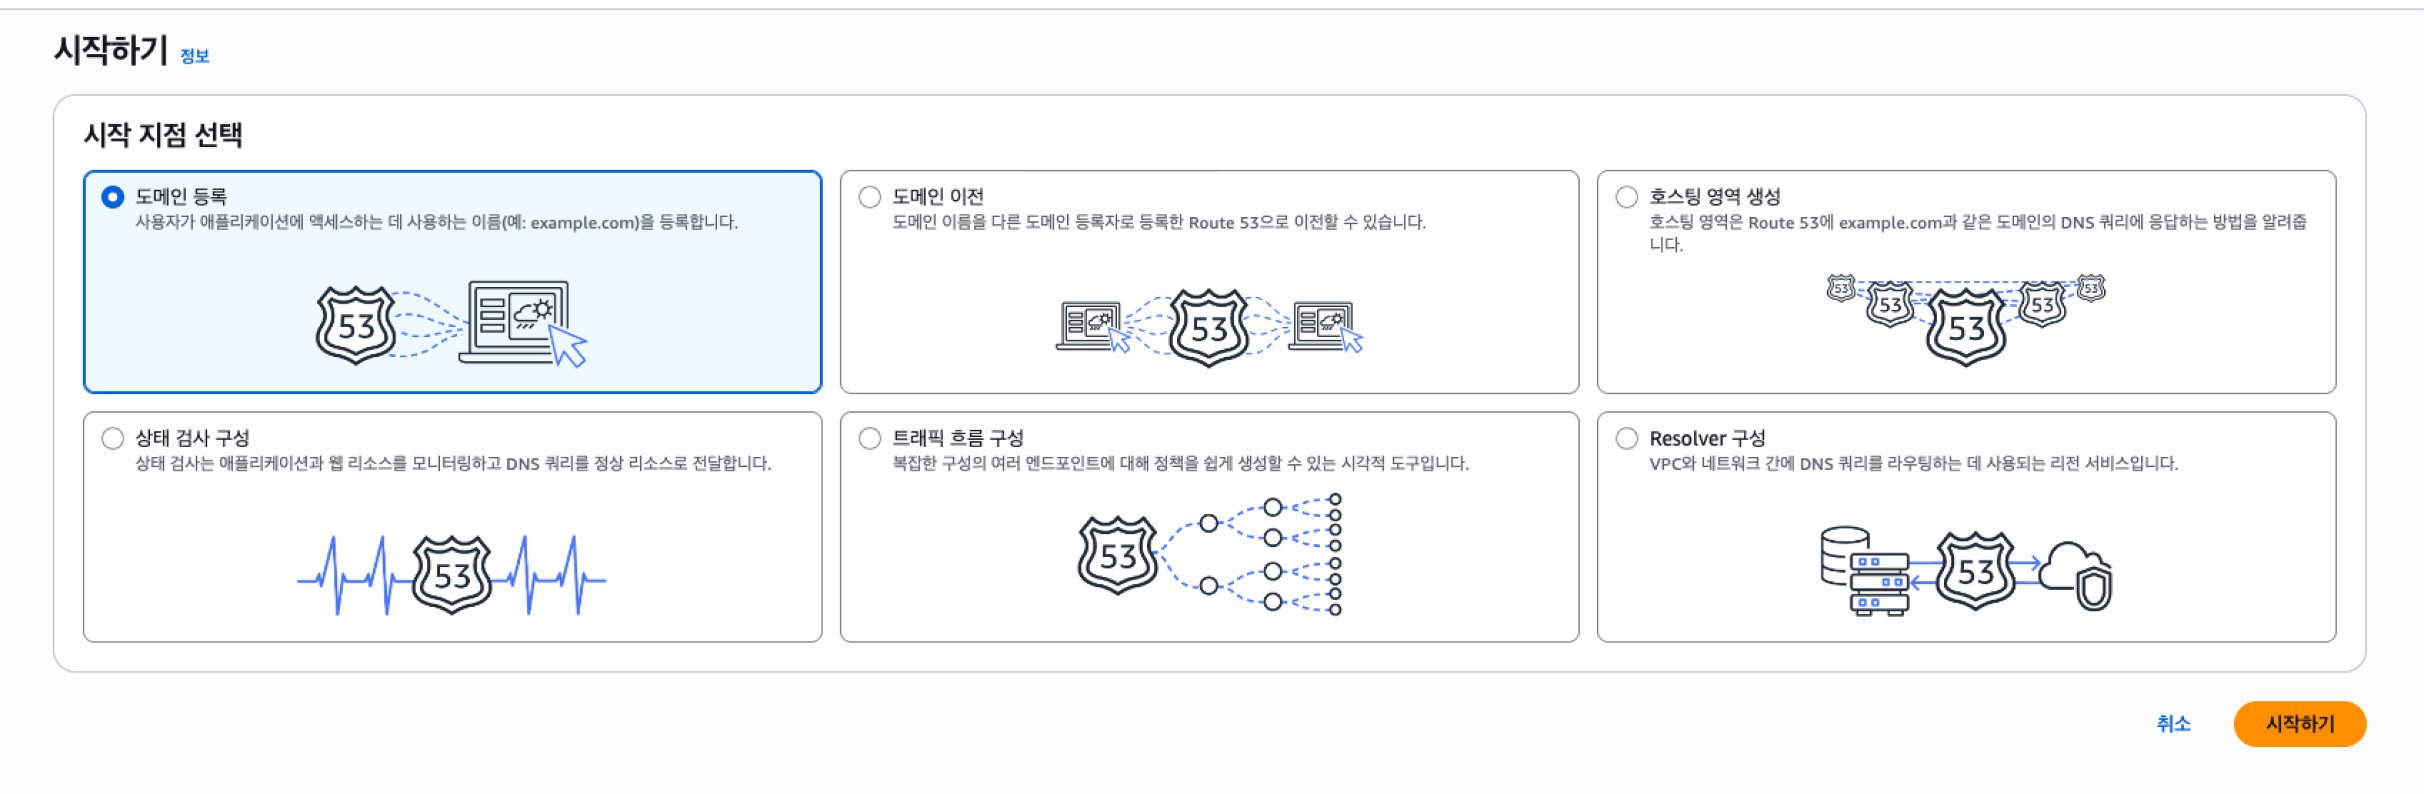 시작하기 정보
시작 지점 선택
도메인 등록
사용자가 애플리케이션에 액세스하는 데 사용하는 이름(예: example.com)을 등록합니다.
53
도메인 이전
도메인 이름을 다른 도메인 등록자로 등록한 Route 53으로 이전할 수 있습니다.
53
호스팅 영역 생성
호스팅 영역은 Route 53에 example.com과 같은 도메인의 DNS 쿼리에 응답하는 방법을 알려줍
니다.
53 53 53 53 53
상태 검사 구성
상태 검사는 애플리케이션과 웹 리소스를 모니터링하고 DNS 쿼리를 정상 리소스로 전달합니다.
53
트래픽 흐름 구성
복잡한 구성의 여러 엔드포인트에 대해 정책을 쉽게 생성할 수 있는 시각적 도구입니다.
53
Resolver 구성
VPC와 네트워크 간에 DNS 쿼리를 라우팅하는 데 사용되는 리전 서비스입니다.
53
취소 시작하기